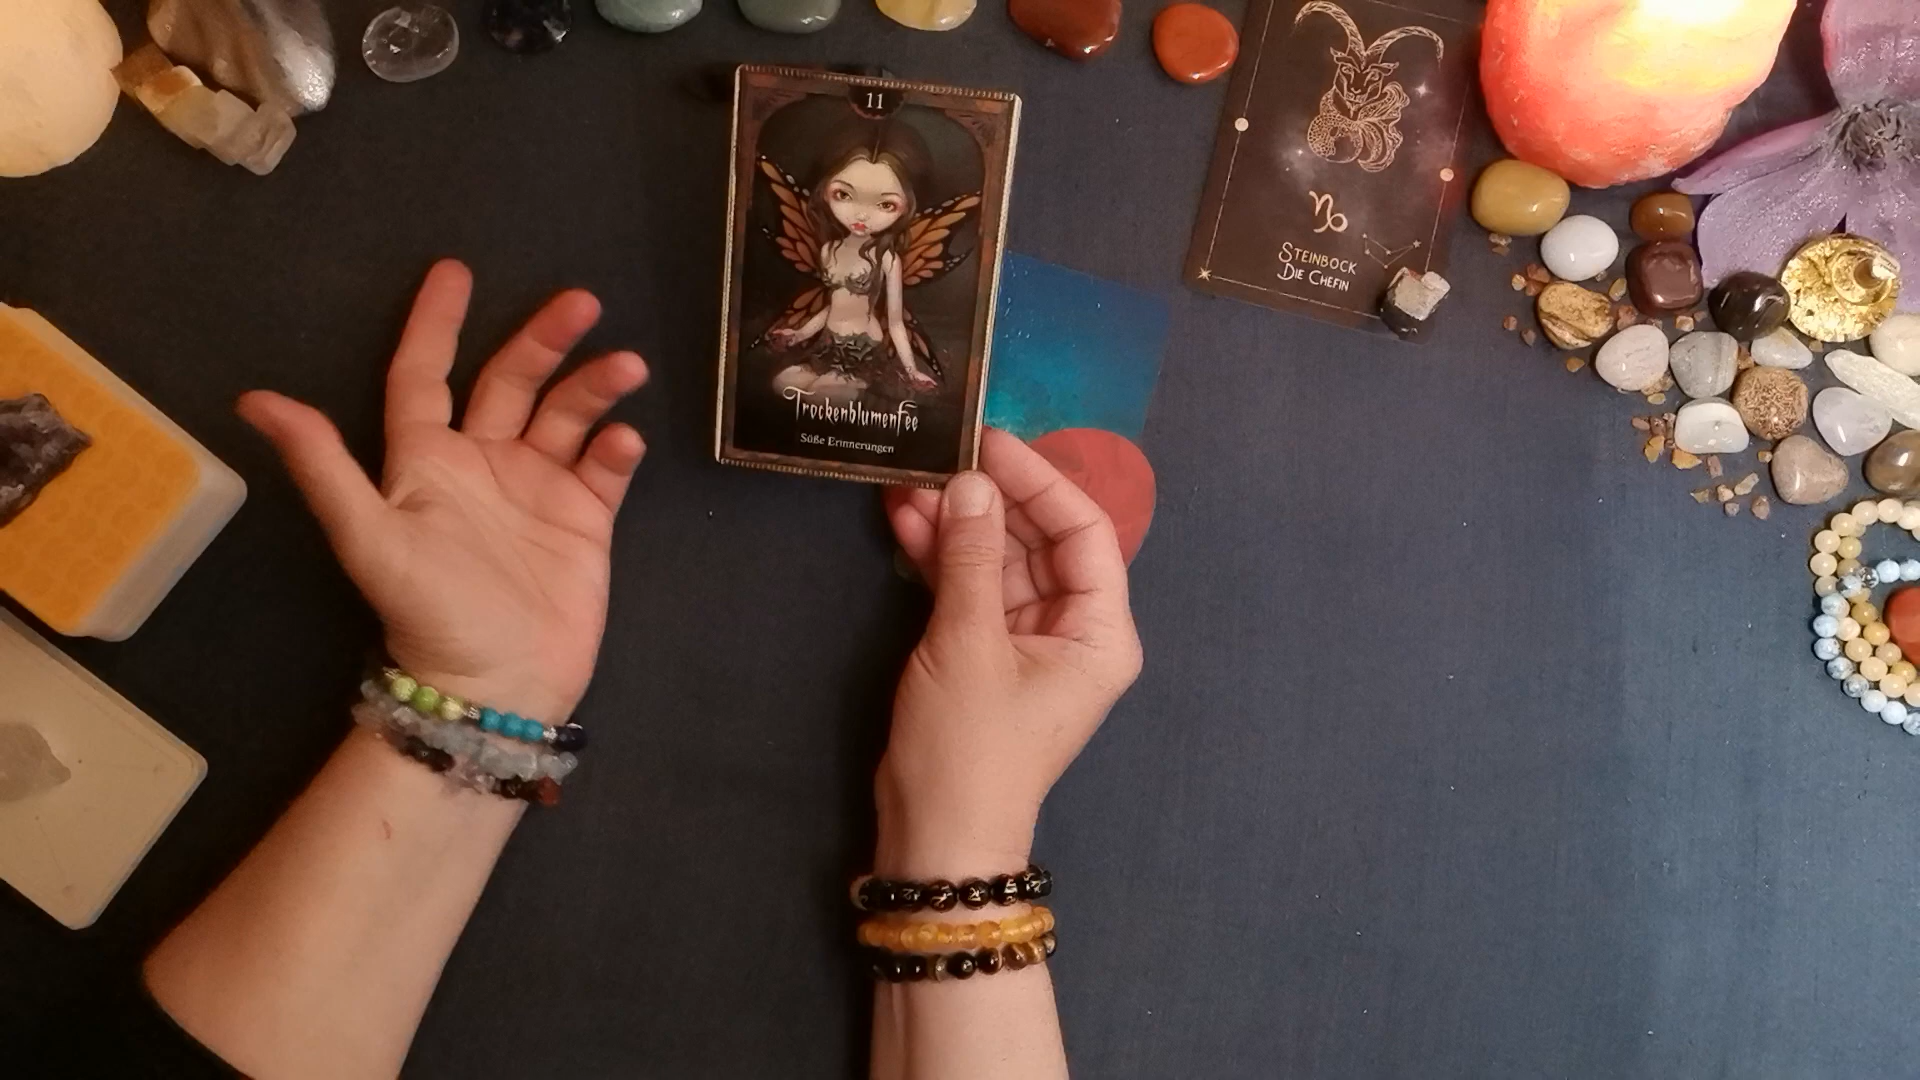 11
Trockenblumenfee
Süße Erinnerungen
Steinbock
Die Chefin